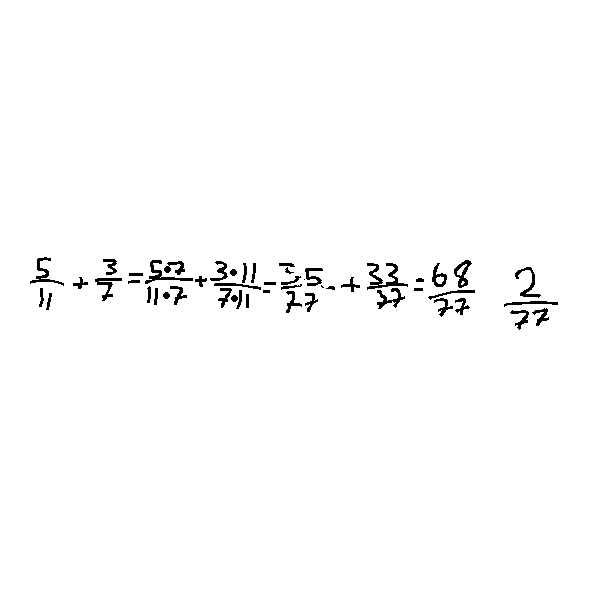 5/11 + 3/7 = 5·7/11·7 + 3·11/7·11 = 35/77 + 33/77 = 68/77 2/77